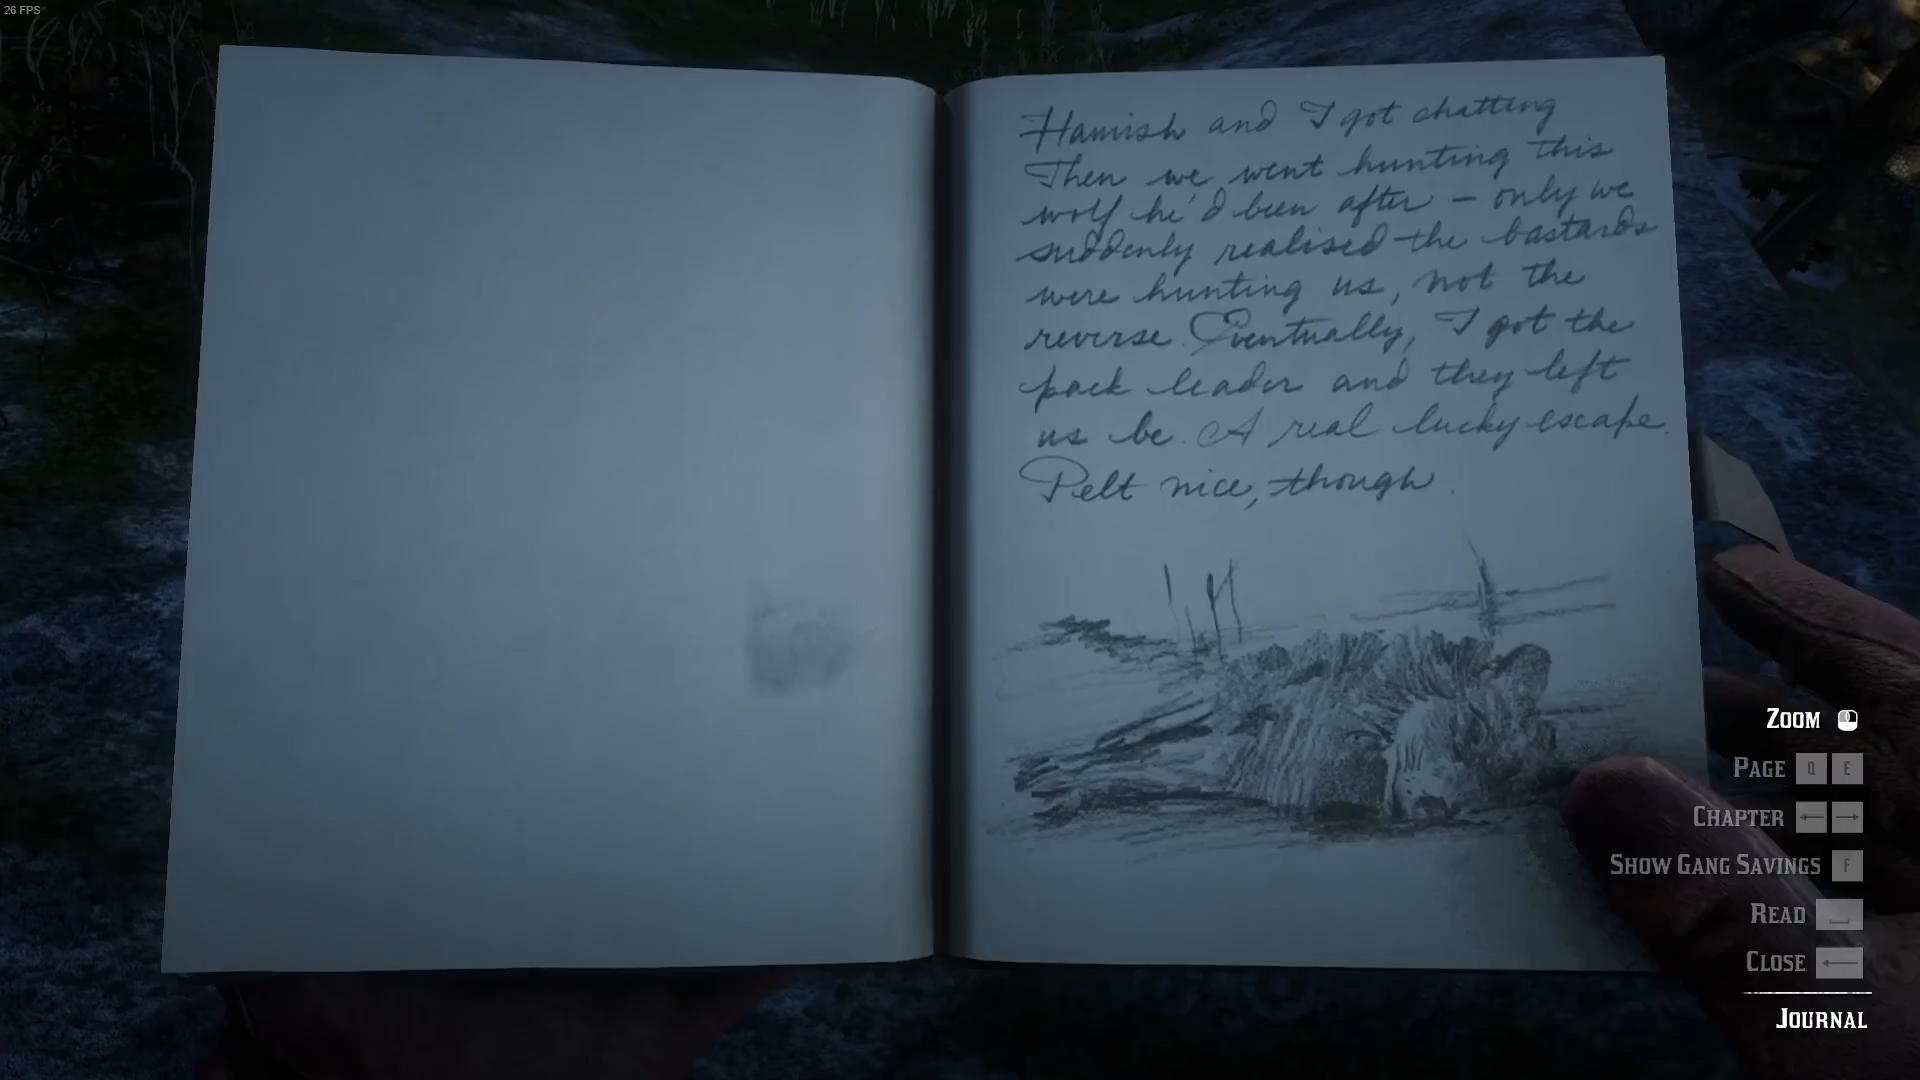 26 FPS
Hamish and I got chatting
Then we went hunting this
wolf he'd been after – only we
suddenly realised the bastards
were hunting us, not the
reverse. Eventually, I got the
pack leader and they left
us be. A real lucky escape.
Pelt nice, though.
Zoom
Page Q E
Chapter ← →
Show Gang Savings F
Read
Close ←
Journal